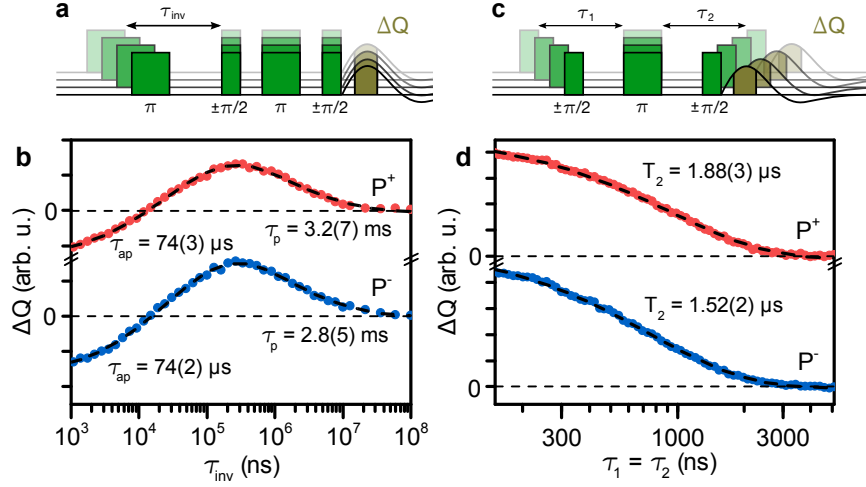 a
τinv
ΔQ
π
±π/2
π
±π/2
c
τ1
τ2
ΔQ
±π/2
π
±π/2
b
ΔQ (arb. u.)
0
0
P+
τp = 3.2(7) ms
τap = 74(3) µs
P-
τp = 2.8(5) ms
τap = 74(2) µs
10^3
10^4
10^5
10^6
10^7
10^8
τinv (ns)
d
ΔQ (arb. u.)
0
0
T2 = 1.88(3) µs
P+
T2 = 1.52(2) µs
P-
300
1000
3000
τ1 = τ2 (ns)